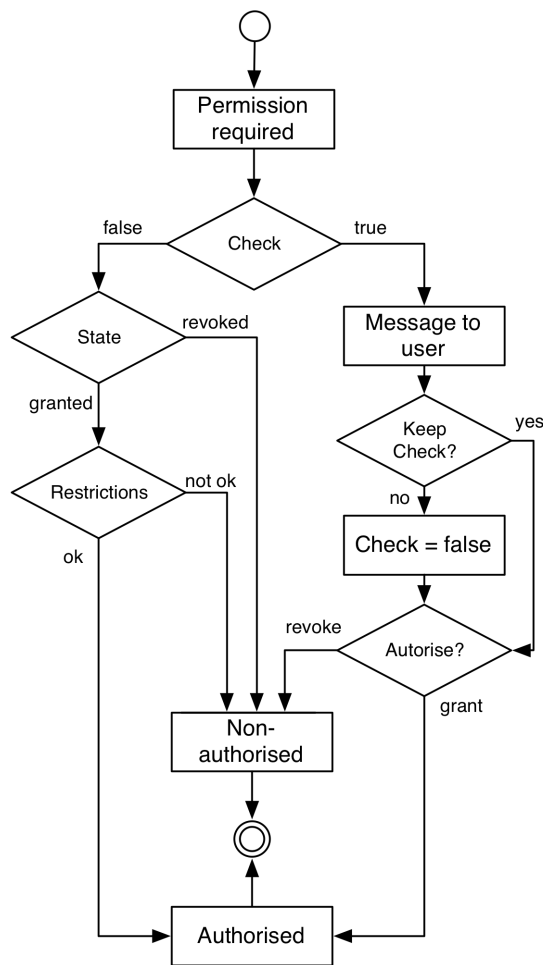 Permission
required
false
Check
true
State
revoked
Message to
user
granted
Keep
Check?
yes
Restrictions
not ok
no
ok
Check = false
revoke
Autorise?
grant
Non-
authorised
Authorised